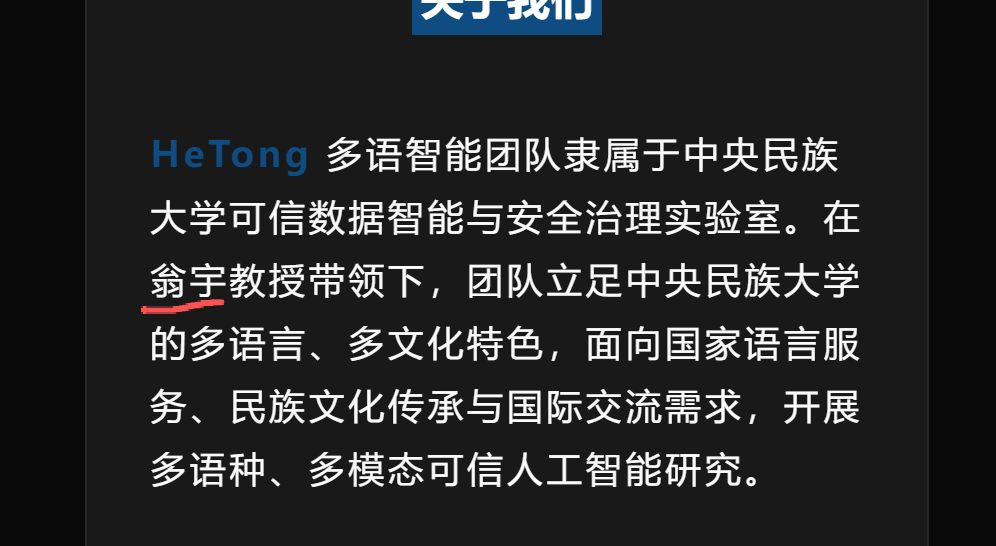 关于我们
HeTong 多语智能团队隶属于中央民族
大学可信数据智能与安全治理实验室。在
翁宇教授带领下，团队立足中央民族大学
的多语言、多文化特色，面向国家语言服
务、民族文化传承与国际交流需求，开展
多语种、多模态可信人工智能研究。